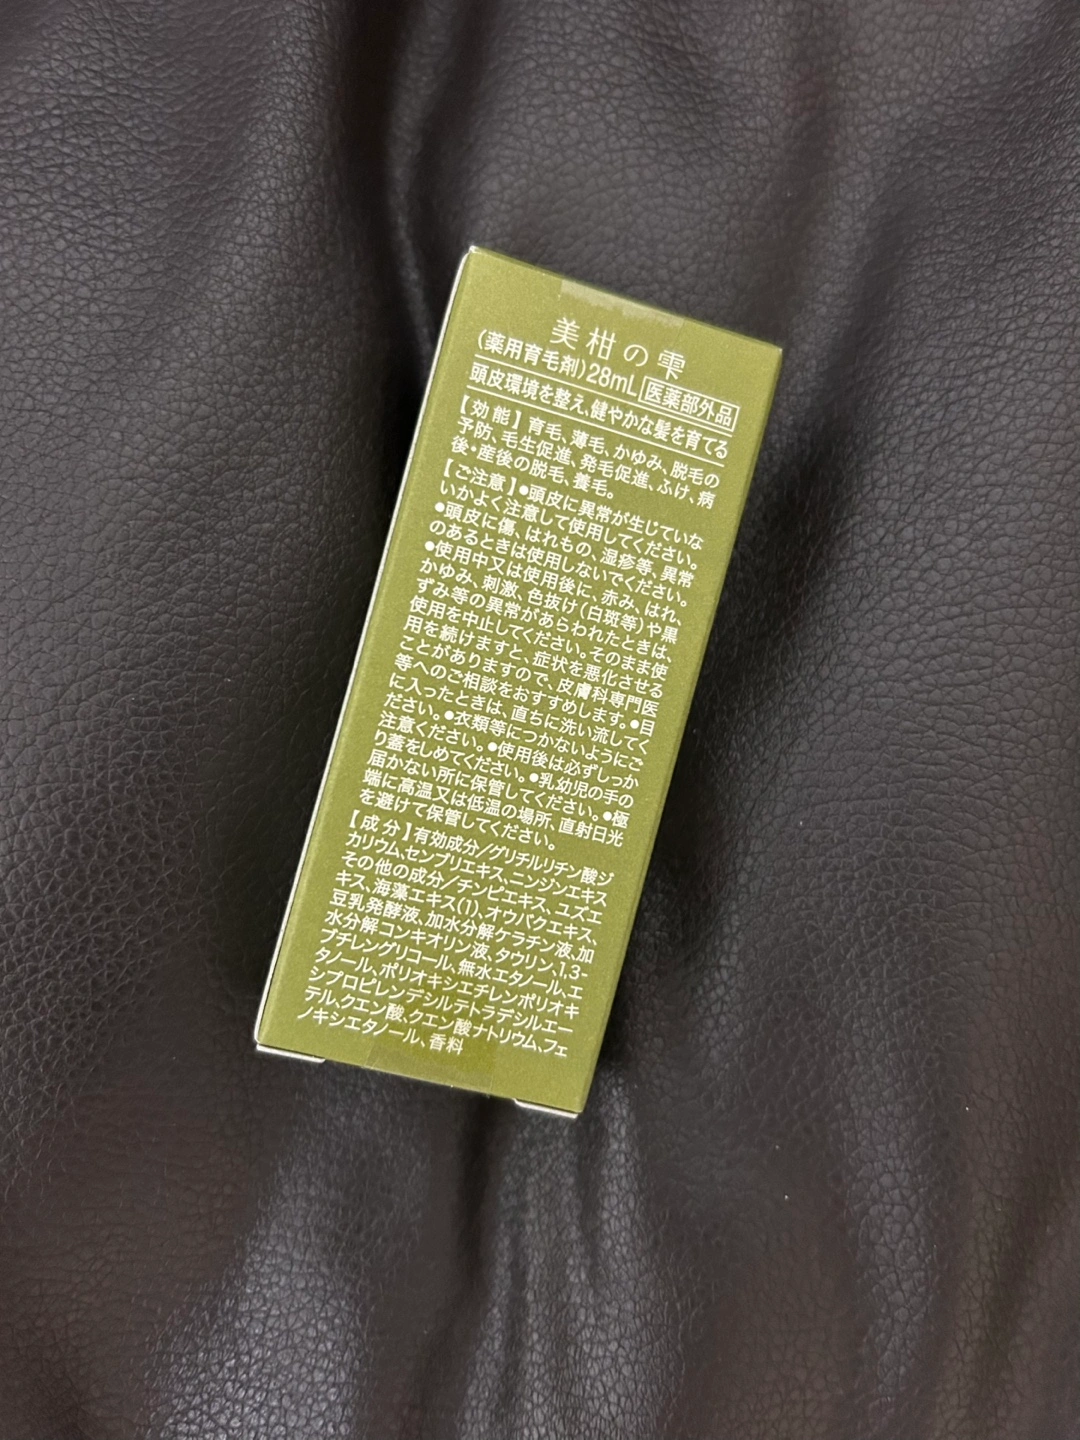 美柑の雫
(薬用育毛剤)28mL 医薬部外品
頭皮環境を整え、健やかな髪を育てる
【効能】育毛、薄毛、かゆみ、脱毛の
予防、毛生促進、発毛促進、ふけ、病
後・産後の脱毛、養毛。
【ご注意】●頭皮に異常が生じていな
いかよく注意して使用してください。
●頭皮に傷、はれもの、湿疹等、異常
のあるときは使用しないでください。
●使用中又は使用後に、赤み、はれ、
かゆみ、刺激、色抜け(白斑等)や黒
ずみ等の異常があらわれたときは、
使用を中止してください。そのまま使
用を続けますと、症状を悪化させる
ことがありますので、皮膚科専門医
等へのご相談をおすすめします。●目
に入ったときは、直ちに洗い流してく
ださい。●衣類等につかないようにご
注意ください。●使用後は必ずしっか
り蓋をしめてください。●乳幼児の手の
届かない所に保管してください。●極
端に高温又は低温の場所、直射日光
を避けて保管してください。
【成分】有効成分/グリチルリチン酸ジ
カリウム、センブリエキス、ニンジンエキス
その他の成分/チンピエキス、ユズエ
キス、海藻エキス(1)、オウバクエキス、
豆乳発酵液、加水分解ケラチン液、加
水分解コンキオリン液、タウリン、1,3-
ブチレングリコール、無水エタノール、エ
タノール、ポリオキシエチレンポリオキ
シプロピレンデシルテトラデシルエー
テル、クエン酸、クエン酸ナトリウム、フェ
ノキシエタノール、香料